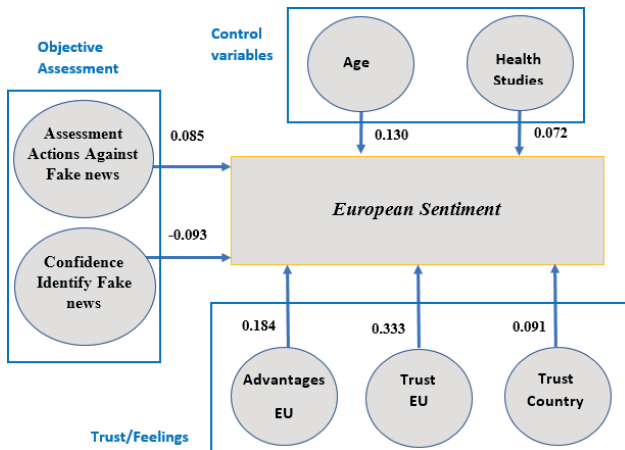 Objective
Assessment
Control
variables
Age
Health
Studies
Assessment
Actions Against
Fake news
0.085
0.130
0.072
European Sentiment
-0.093
Confidence
Identify Fake
news
0.184
0.333
0.091
Advantages
EU
Trust
EU
Trust
Country
Trust/Feelings